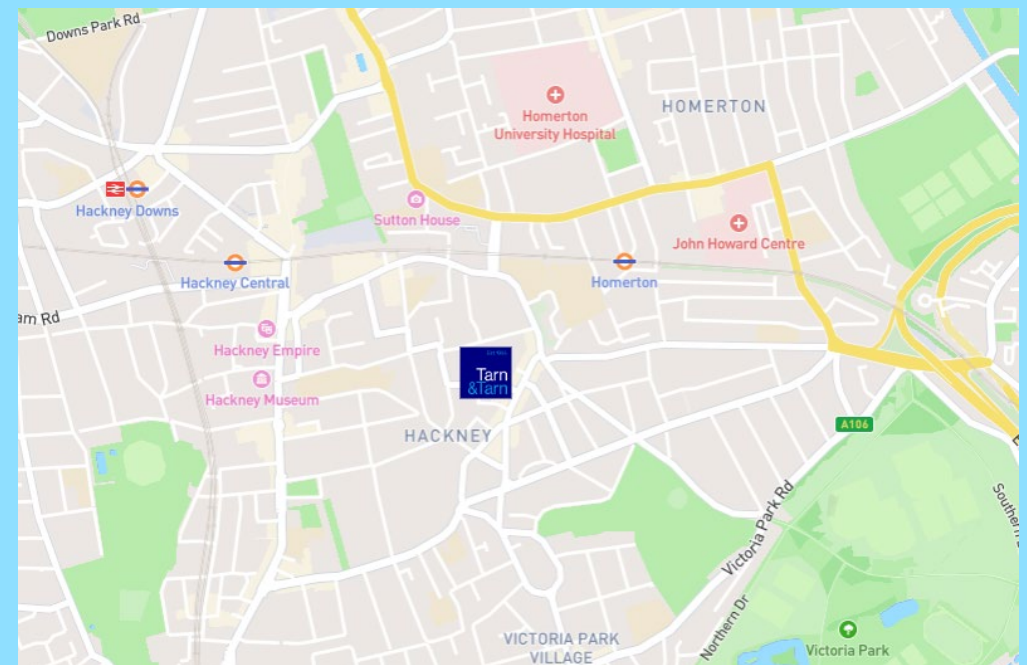 Downs Park Rd
HOMERTON
Homerton
University Hospital
Hackney Downs
Sutton House
John Howard Centre
Hackney Central
Homerton
am Rd
Hackney Empire
Tarn
&Tarn
Hackney Museum
HACKNEY
A106
Victoria Park Rd
Southern
Northern Dr
VICTORIA PARK
VILLAGE
Victoria Park